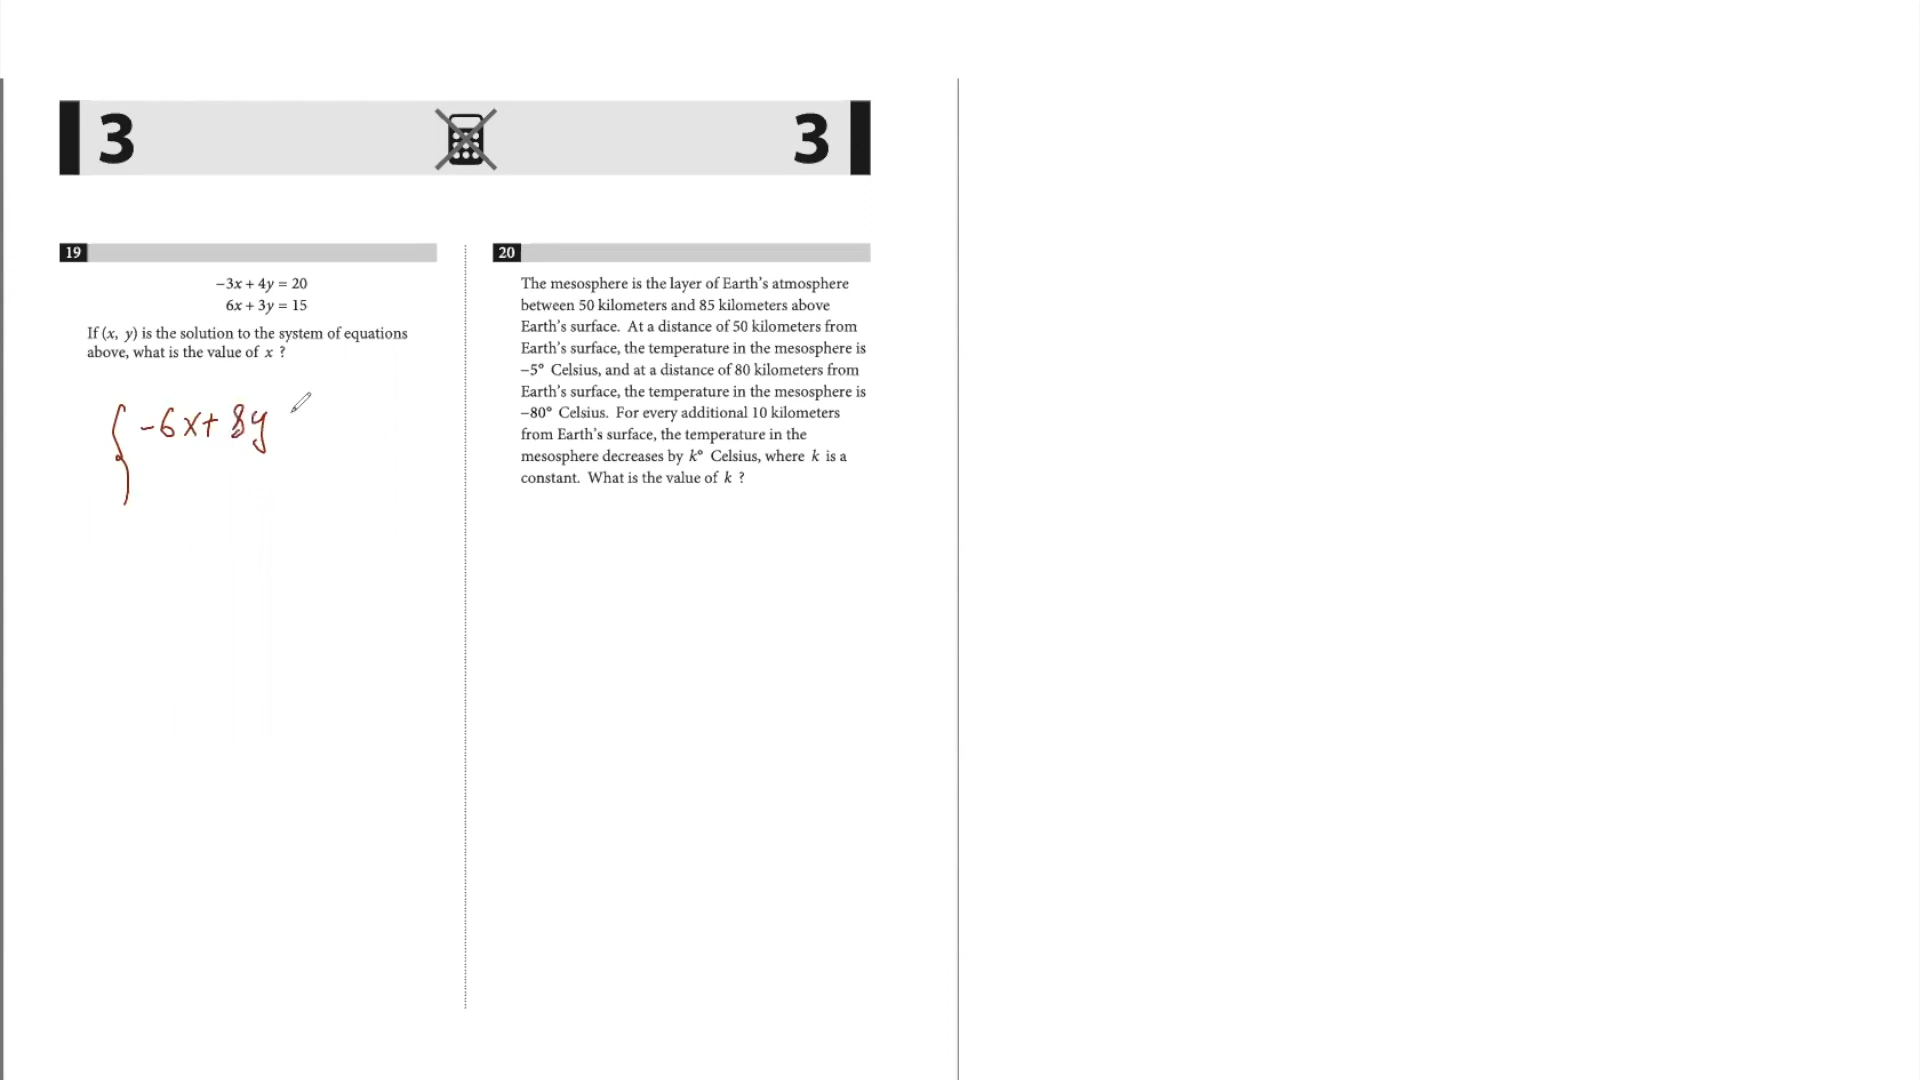 3 3
19
−3x + 4y = 20
6x + 3y = 15
If (x, y) is the solution to the system of equations
above, what is the value of x ?
-6x+8y
20
The mesosphere is the layer of Earth’s atmosphere
between 50 kilometers and 85 kilometers above
Earth’s surface. At a distance of 50 kilometers from
Earth’s surface, the temperature in the mesosphere is
−5° Celsius, and at a distance of 80 kilometers from
Earth’s surface, the temperature in the mesosphere is
−80° Celsius. For every additional 10 kilometers
from Earth’s surface, the temperature in the
mesosphere decreases by k° Celsius, where k is a
constant. What is the value of k ?